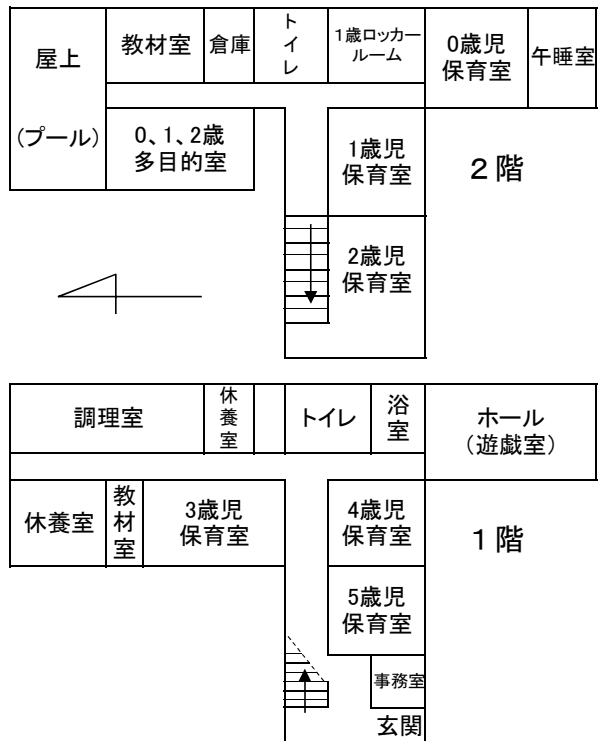 屋上
(プール)
教材室
倉庫
トイレ
1歳ロッカー
ルーム
0歳児
保育室
午睡室
0、1、2歳
多目的室
1歳児
保育室
2階
2歳児
保育室
調理室
休養室
トイレ
浴室
ホール
(遊戯室)
休養室
教材室
3歳児
保育室
4歳児
保育室
1階
5歳児
保育室
事務室
玄関